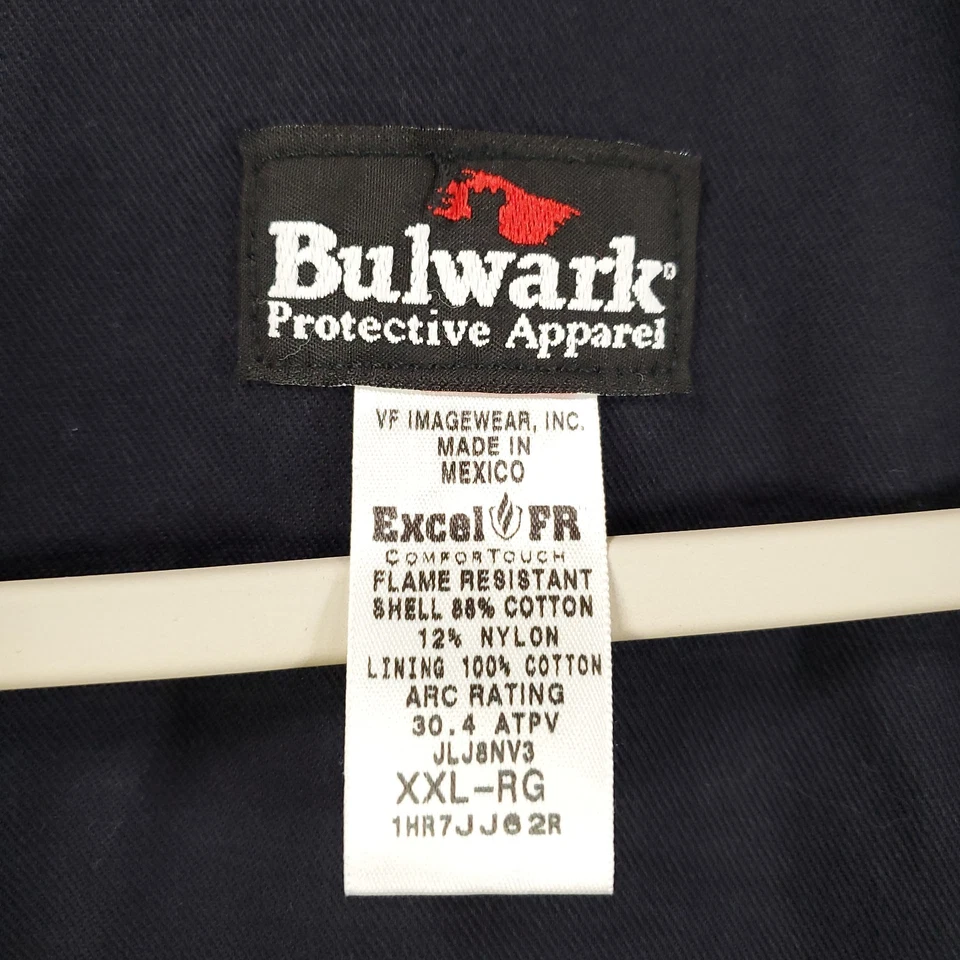 Bulwark®
Protective Apparel
VF IMAGEWEAR, INC.
MADE IN
MEXICO
EXCEL FR
COMFORTOUCH
FLAME RESISTANT
SHELL 88% COTTON
12% NYLON
LINING 100% COTTON
ARC RATING
30.4 ATPV
JLJ8NV3
XXL-RG
1HR7JJ62R